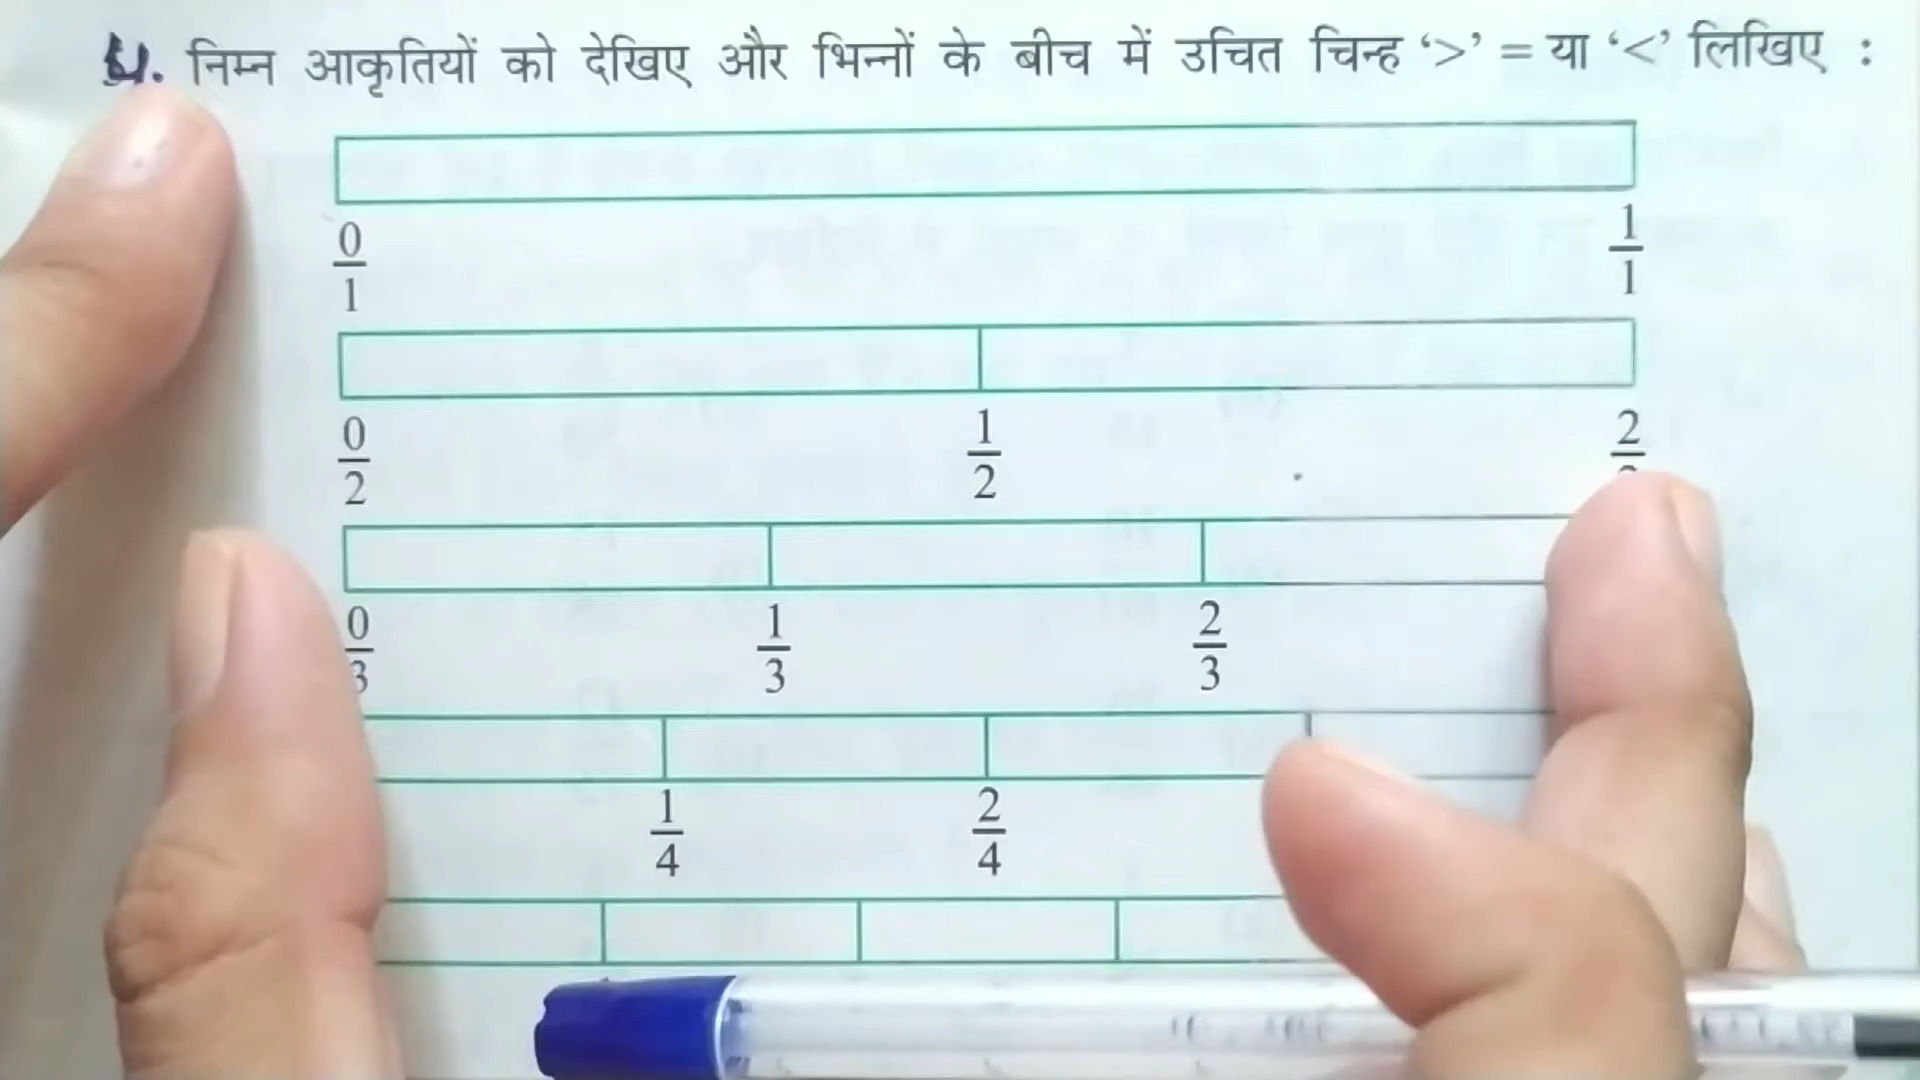 5. निम्न आकृतियों को देखिए और भिन्नों के बीच में उचित चिन्ह ‘>’ = या ‘<’ लिखिए :
0/1 1/1
0/2 1/2 2/
0/3 1/3 2/3
1/4 2/4